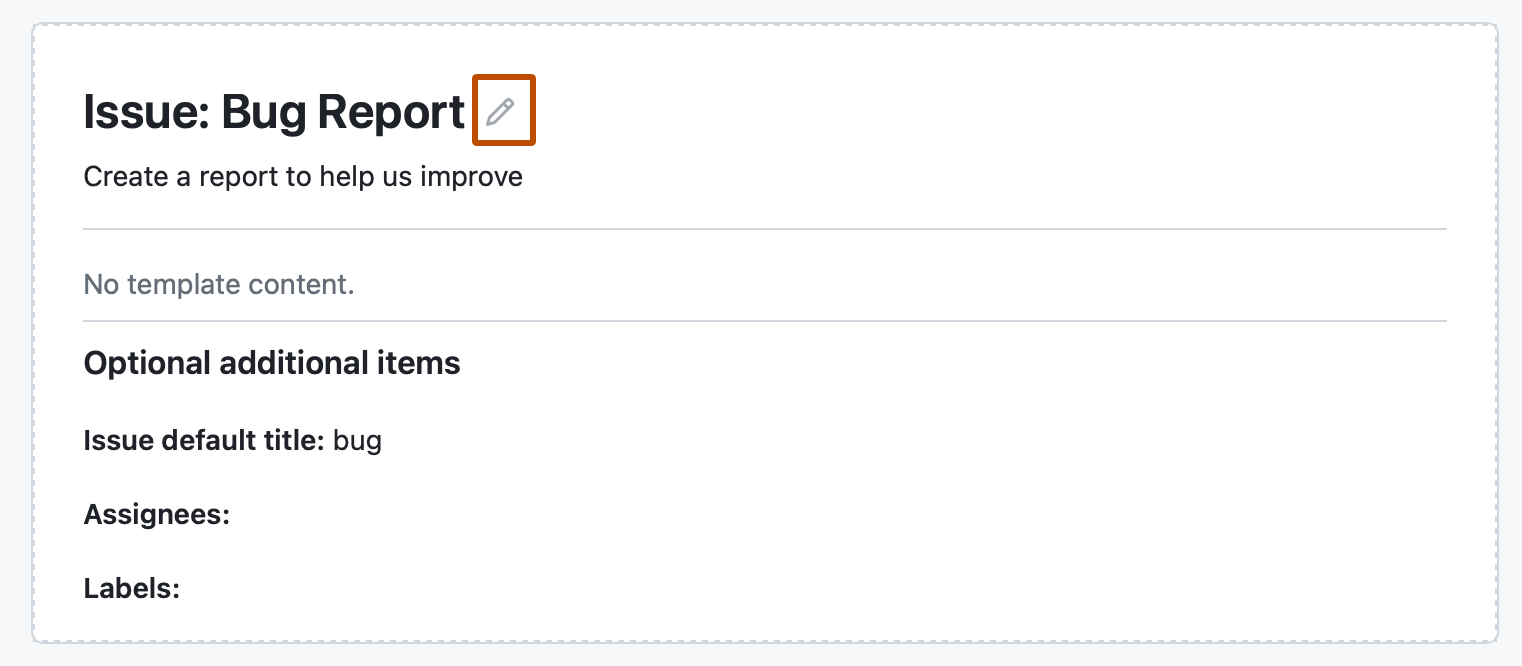 Issue: Bug Report
Create a report to help us improve
No template content.
Optional additional items
Issue default title: bug
Assignees:
Labels: